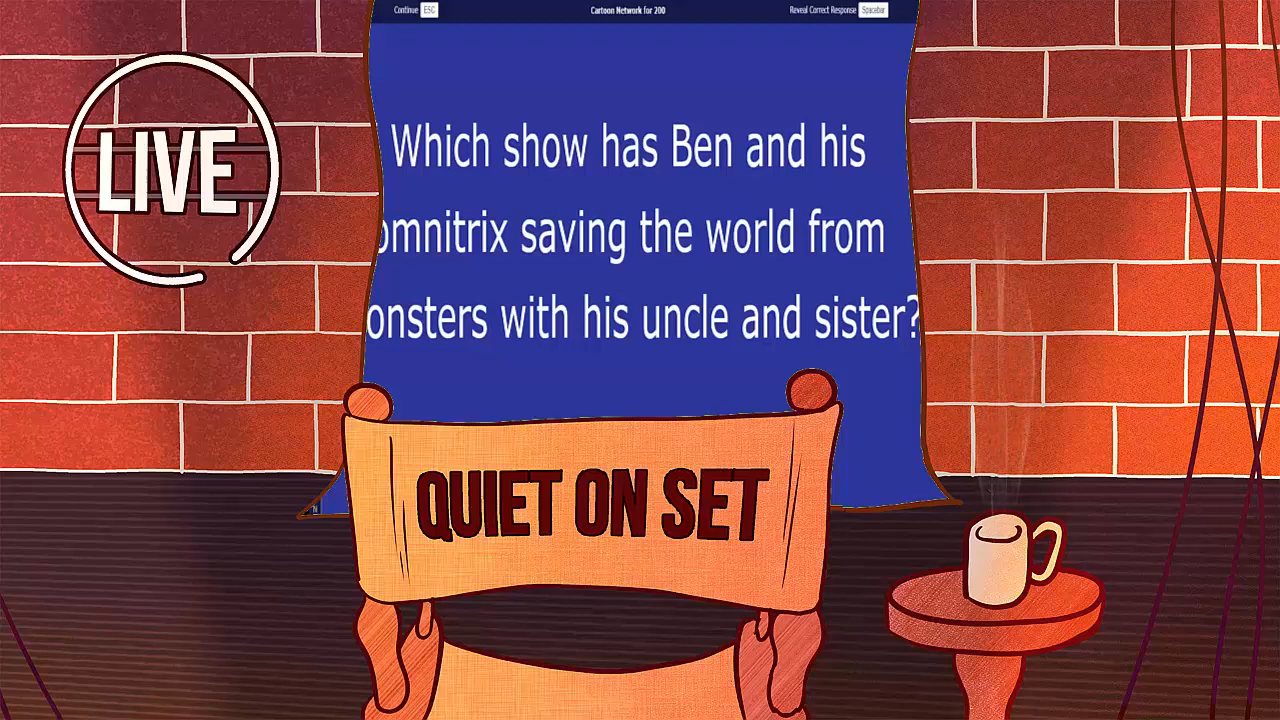 Continue ESC Cartoon Network for 200 Reveal Correct Response Spacebar
LIVE
Which show has Ben and his
omnitrix saving the world from
onsters with his uncle and sister?
QUIET ON SET